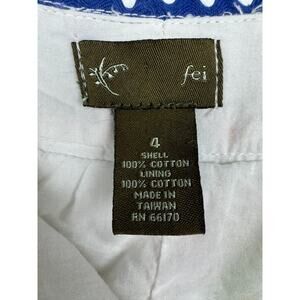 fei
4
SHELL
100% COTTON
LINING
100% COTTON
MADE IN
TAIWAN
RN 66170